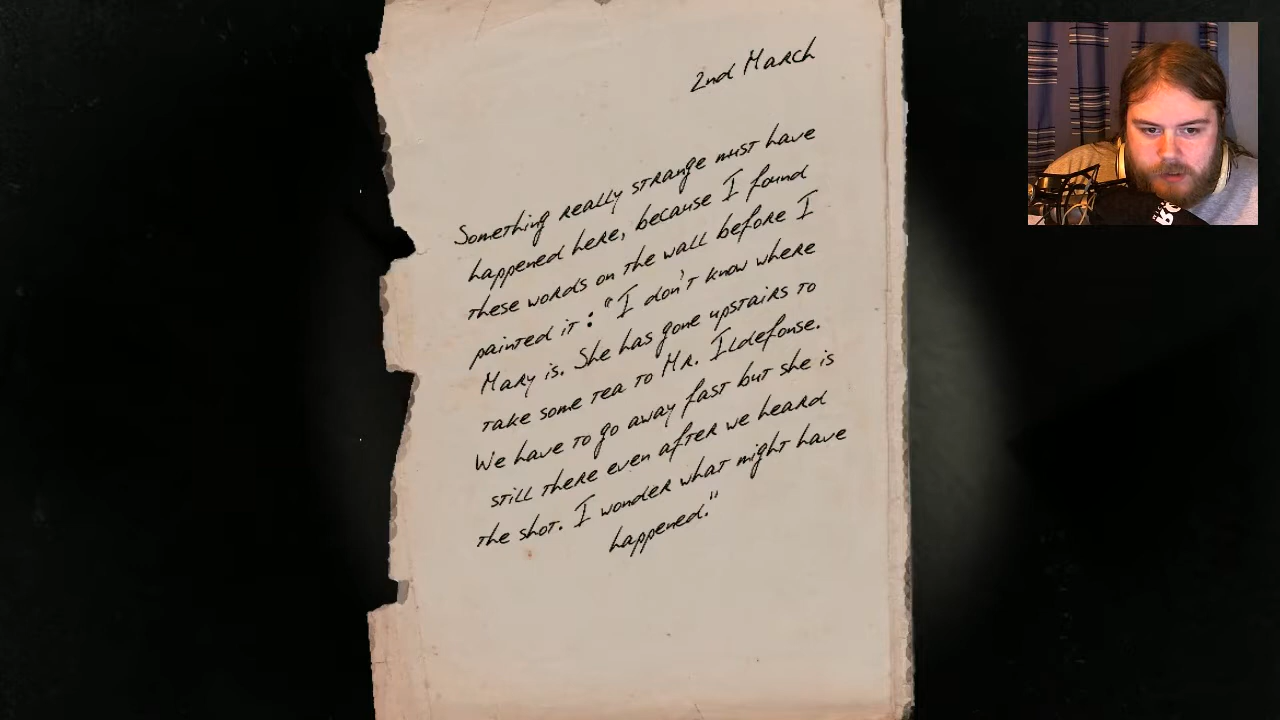 2nd March
Something really strange must have
happened here, because I found
these words on the wall before I
painted it: "I don't know where
Mary is. She has gone upstairs to
take some tea to Mr. Ildefonse.
We have to go away fast but she is
still there even after we heard
the shot. I wonder what might have
happened."